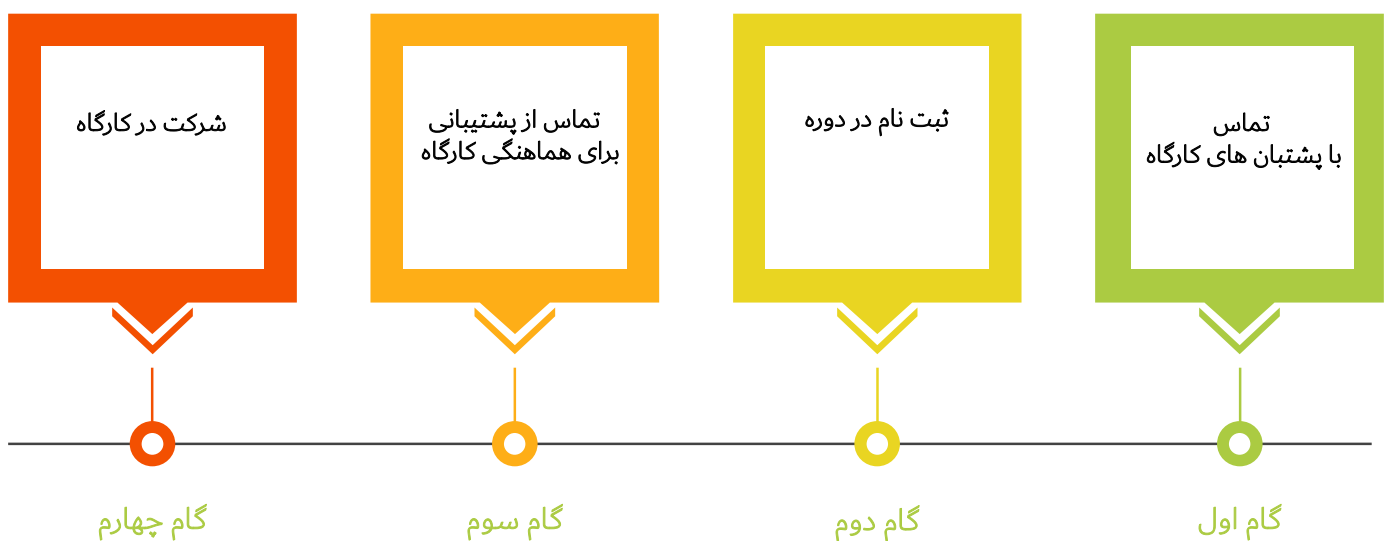 تماس
با پشتبان های کارگاه
ثبت نام در دوره
تماس از پشتیبانی
برای هماهنگی کارگاه
شرکت در کارگاه
گام اول
گام دوم
گام سوم
گام چهارم